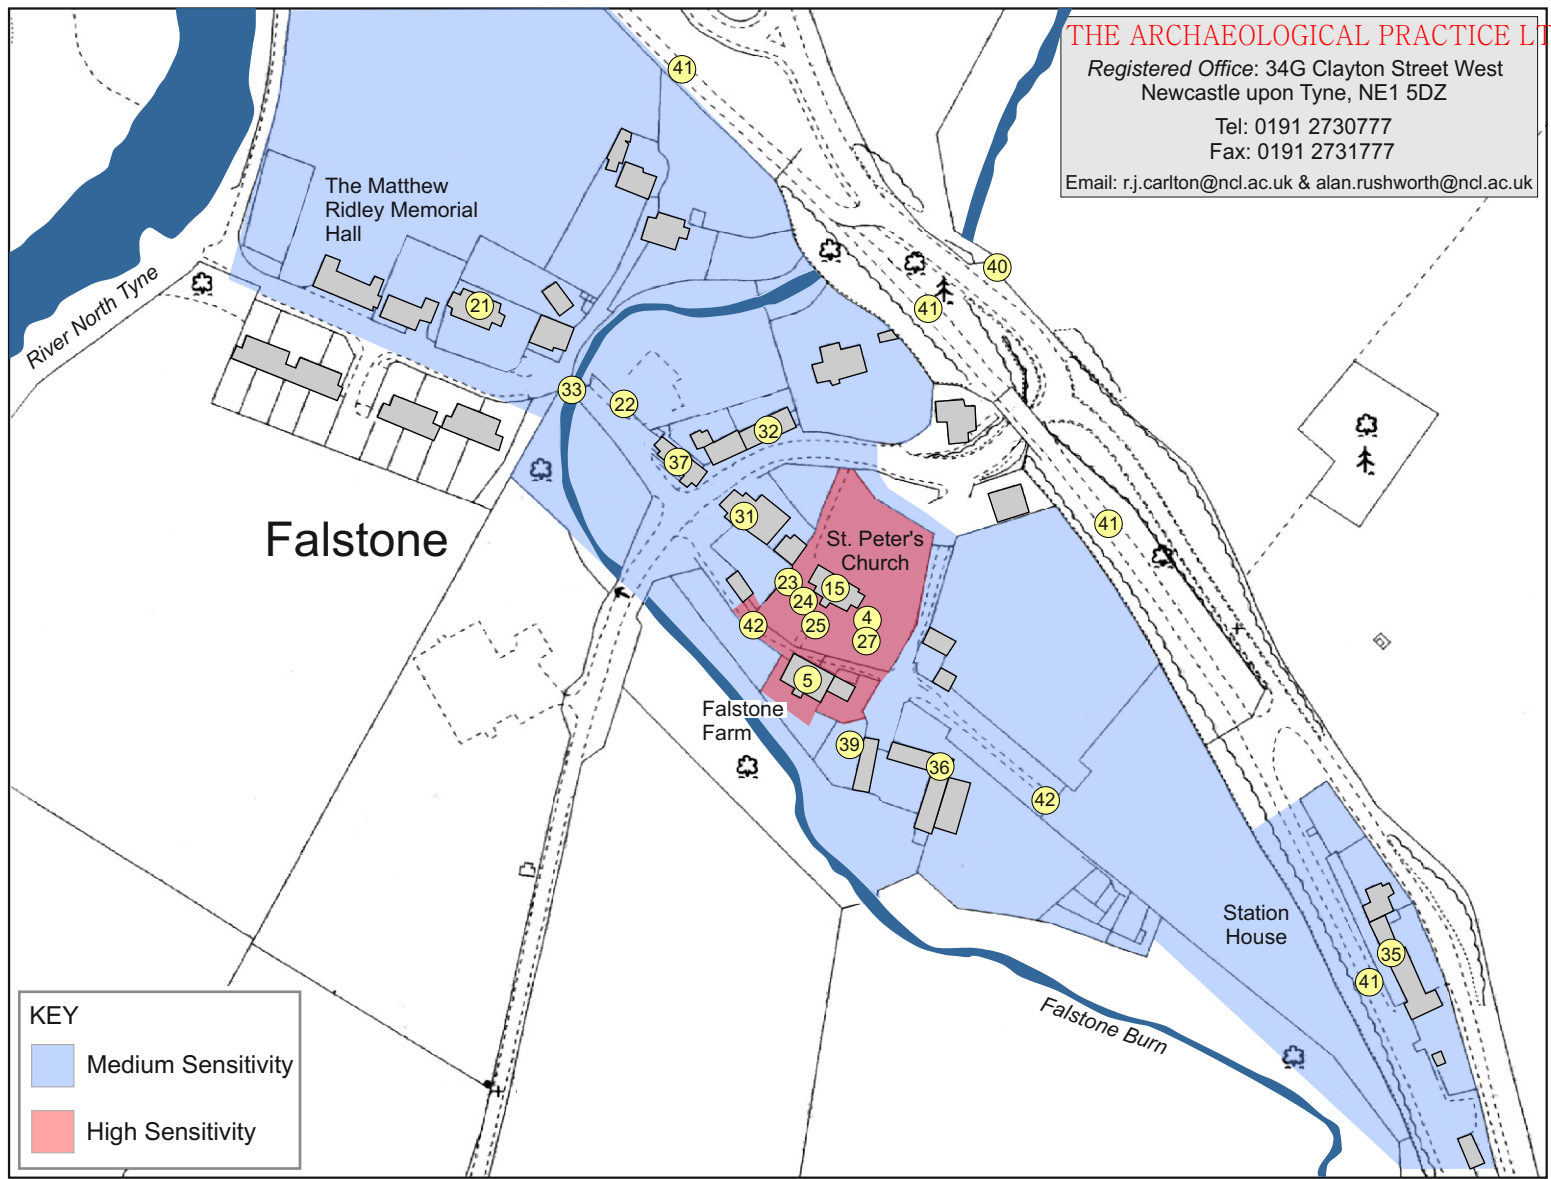 THE ARCHAEOLOGICAL PRACTICE LT
Registered Office: 34G Clayton Street West
Newcastle upon Tyne, NE1 5DZ
Tel: 0191 2730777
Fax: 0191 2731777
Email: r.j.carlton@ncl.ac.uk & alan.rushworth@ncl.ac.uk
41
The Matthew
Ridley Memorial
Hall
40
River North Tyne
21
41
33
22
32
37
Falstone
31
41
St. Peter's
Church
23
15
24
42
25
4
27
5
Falstone
Farm
39
36
42
Station
House
35
41
Falstone Burn
KEY
Medium Sensitivity
High Sensitivity